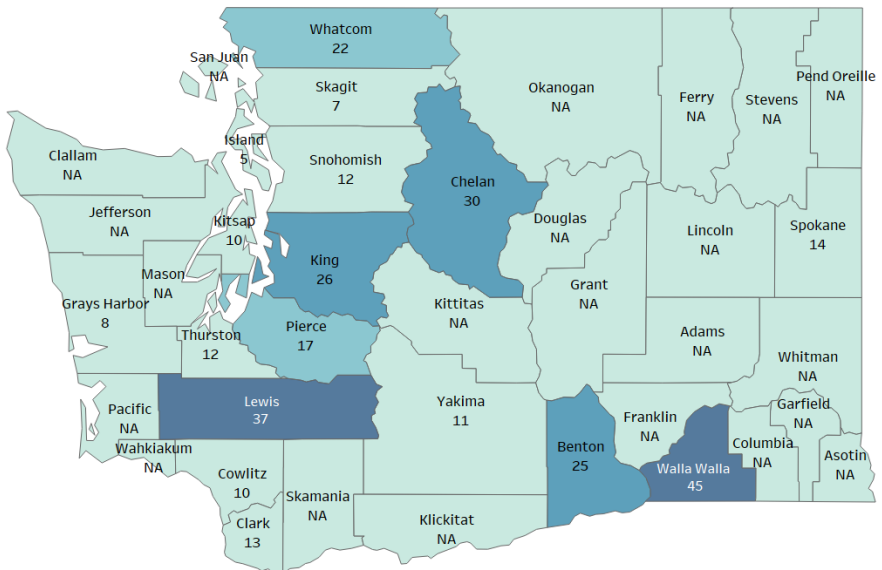 Whatcom
22
San Juan
NA
Skagit
7
Okanogan
NA
Ferry
NA
Stevens
NA
Pend Oreille
NA
Island
5
Clallam
NA
Snohomish
12
Chelan
30
Jefferson
NA
Kitsap
10
Douglas
NA
Lincoln
NA
Spokane
14
King
26
Mason
NA
Grays Harbor
8
Kittitas
NA
Grant
NA
Thurston
12
Pierce
17
Adams
NA
Whitman
NA
Lewis
37
Pacific
NA
Yakima
11
Franklin
NA
Garfield
NA
Wahkiakum
NA
Benton
25
Walla Walla
45
Columbia
NA
Asotin
NA
Cowlitz
10
Skamania
NA
Clark
13
Klickitat
NA